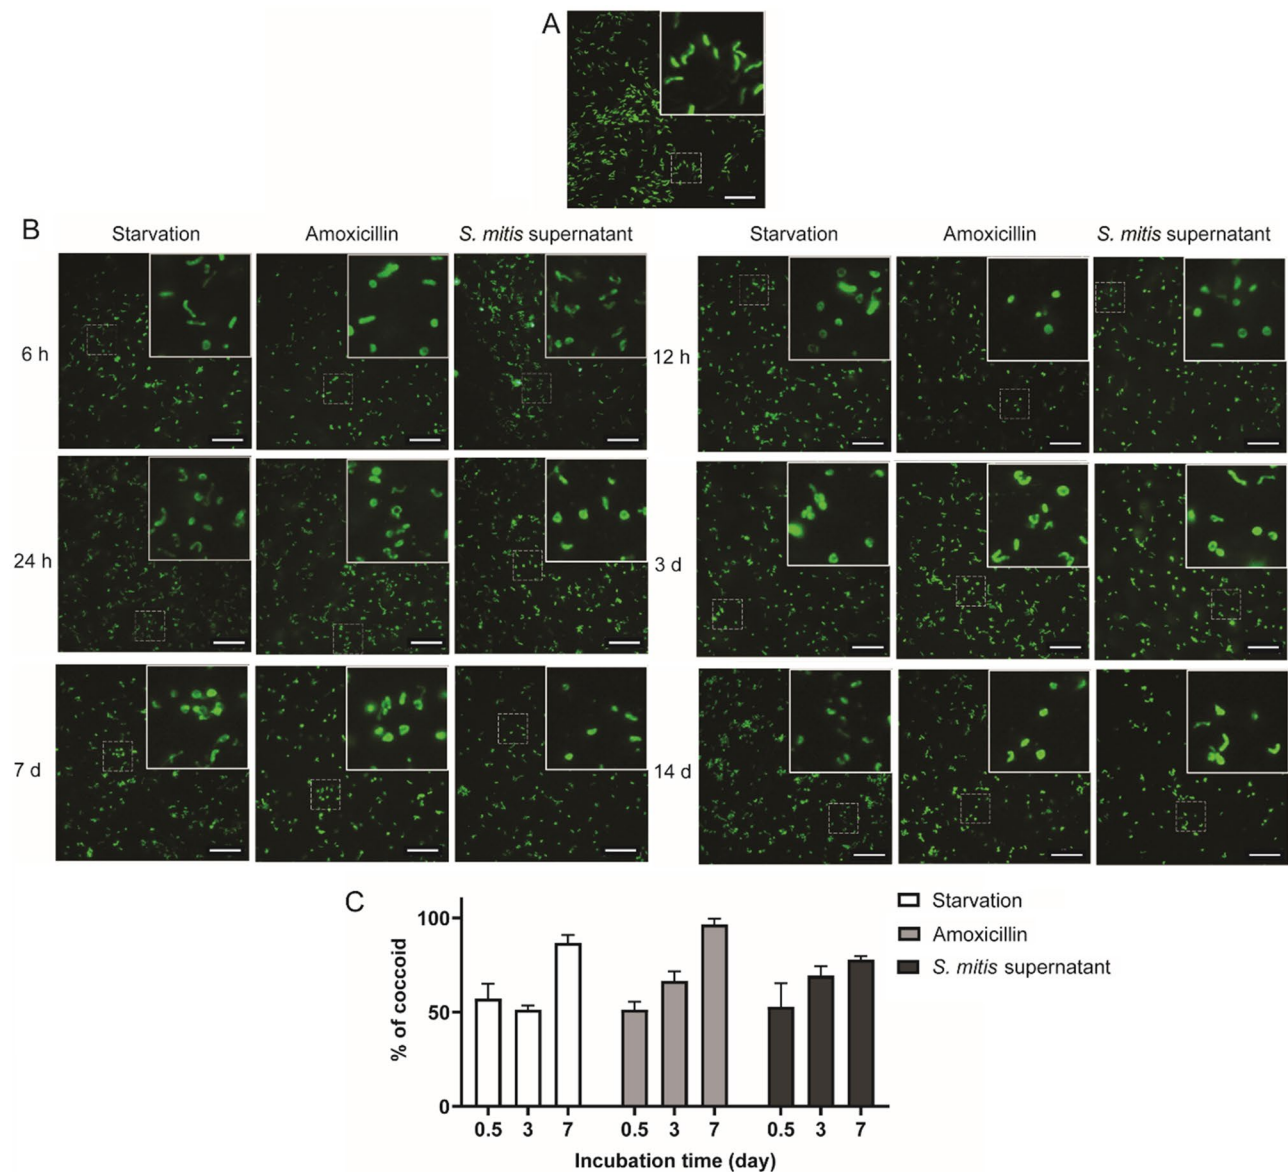 A
B
Starvation Amoxicillin S. mitis supernatant Starvation Amoxicillin S. mitis supernatant
6 h 12 h
24 h 3 d
7 d 14 d
C
Starvation
Amoxicillin
S. mitis supernatant
% of coccoid
100
50
0
0.5 3 7 0.5 3 7 0.5 3 7
Incubation time (day)